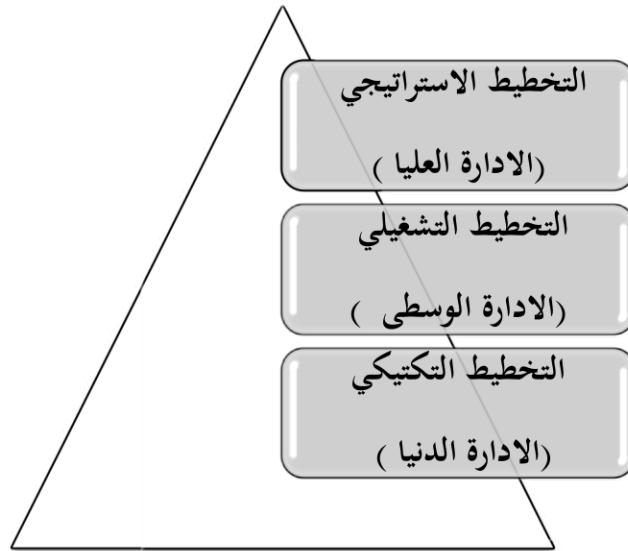 التخطيط الاستراتيجي
(الادارة العليا )
التخطيط التشغيلي
(الادارة الوسطى )
التخطيط التكتيكي
(الادارة الدنيا )